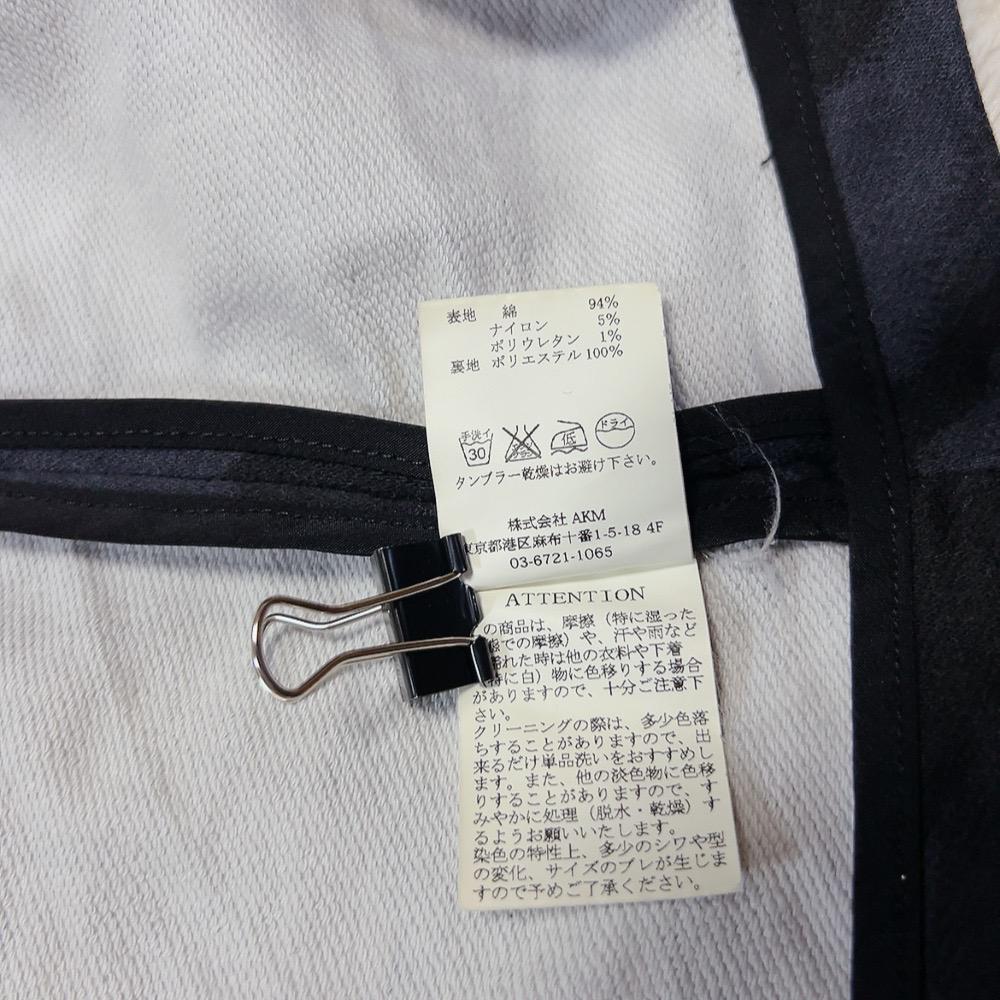 表地 綿 94%
ナイロン 5%
ポリウレタン 1%
裏地 ポリエステル 100%
手洗イ 30 低 ドライ
タンブラー乾燥はお避け下さい。
株式会社 AKM
東京都港区麻布十番1-5-18 4F
03-6721-1065
ATTENTION
の商品は、摩擦（特に湿った
態での摩擦）や、汗や雨など
濡れた時は他の衣料や下着
（特に白）物に色移りする場合
がありますので、十分ご注意下
さい。
クリーニングの際は、多少色落
ちすることがありますので、出
来るだけ単品洗いをおすすめし
ます。また、他の淡色物に色移
りすることがありますので、す
みやかに処理（脱水・乾燥）す
るようお願いいたします。
染色の特性上、多少のシワや型
の変化、サイズのブレが生じま
すので予めご了承ください。